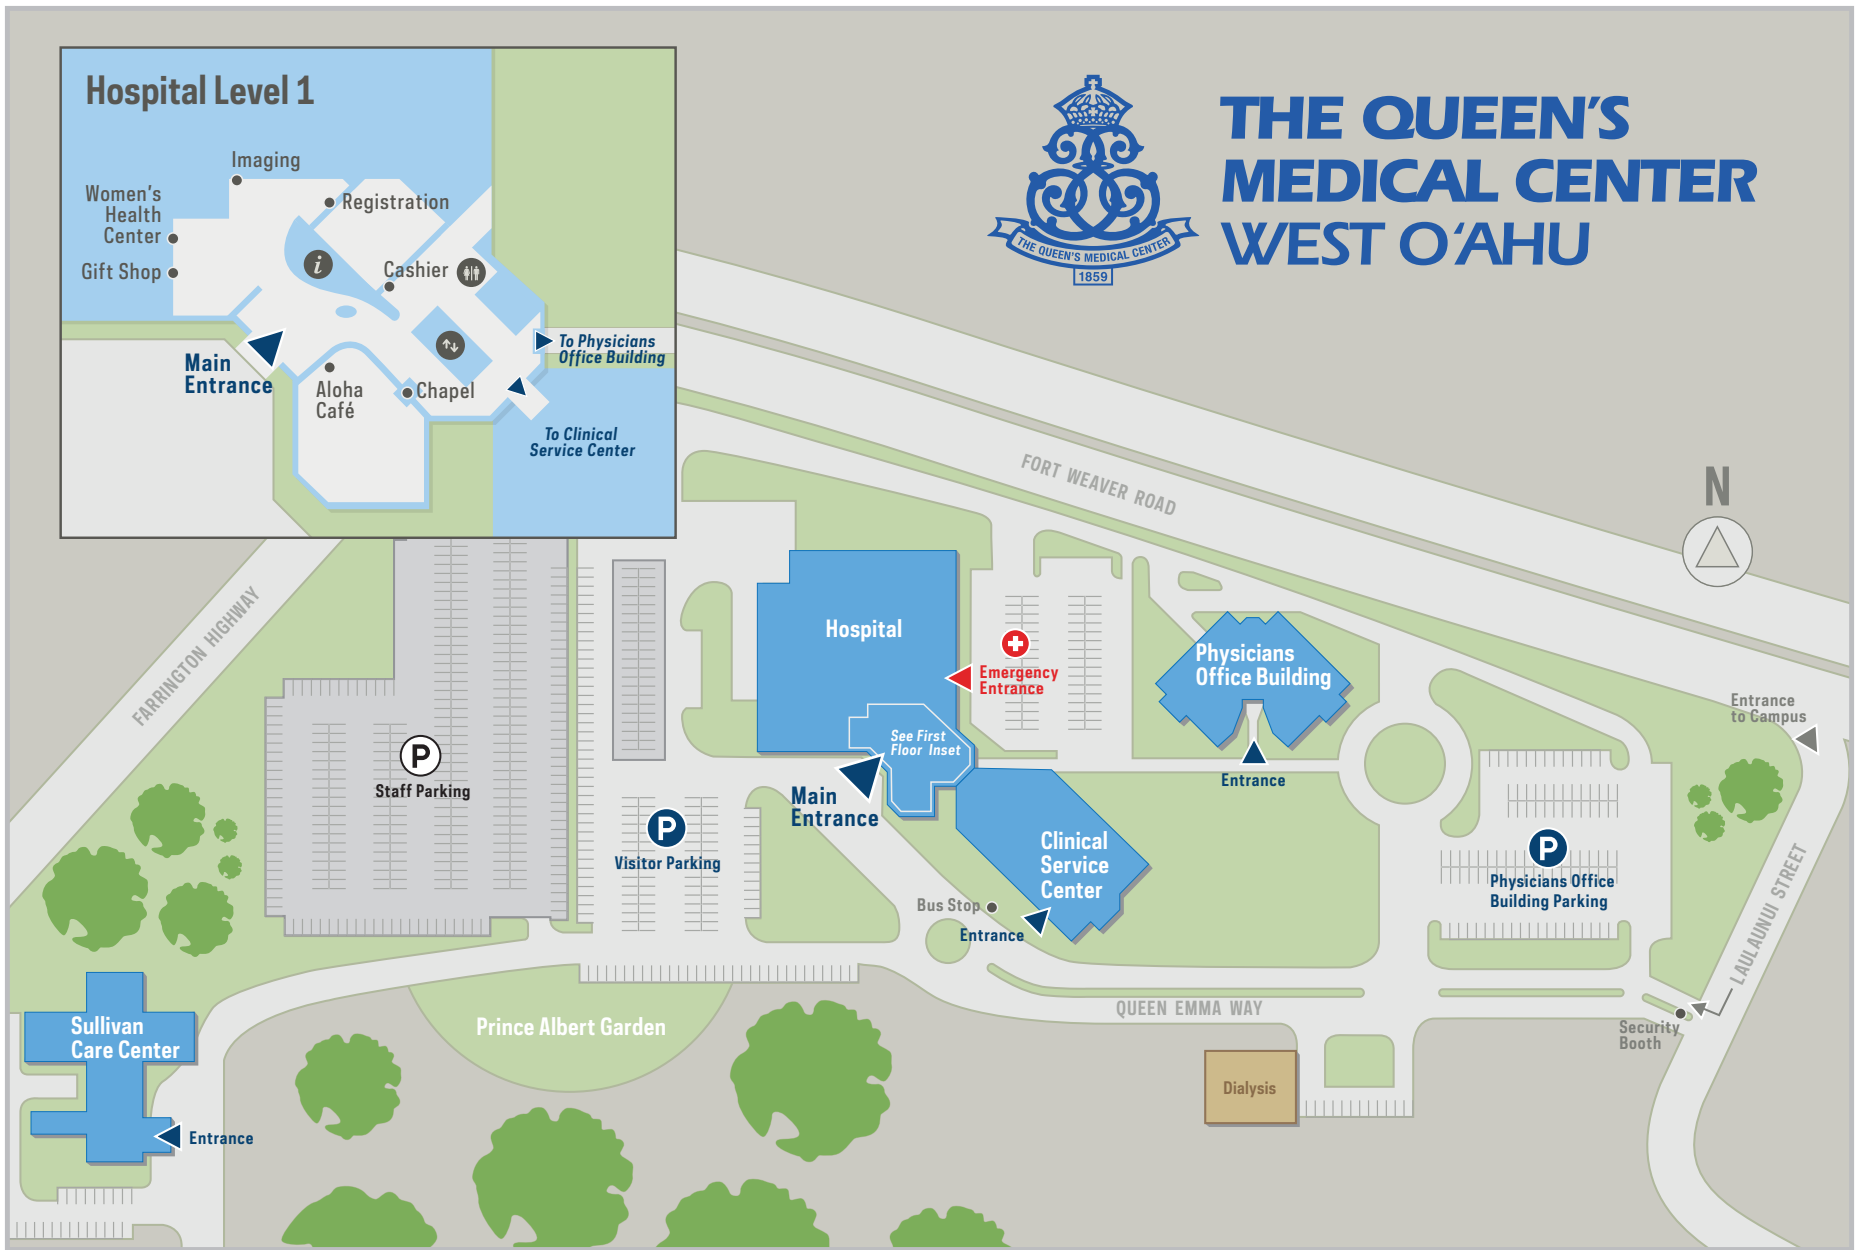 Hospital Level 1
Imaging
Women's
Health
Center
Registration
Gift Shop
i
Cashier
Main
Entrance
To Physicians
Office Building
Aloha
Café
Chapel
To Clinical
Service Center
THE QUEEN'S MEDICAL CENTER
1859
THE QUEEN'S
MEDICAL CENTER
WEST O‘AHU
FORT WEAVER ROAD
N
FARRINGTON HIGHWAY
Hospital
Emergency
Entrance
Physicians
Office Building
See First
Floor Inset
Entrance
to Campus
P
Staff Parking
Main
Entrance
Entrance
P
Visitor Parking
Clinical
Service
Center
P
Physicians Office
Building Parking
Bus Stop
Entrance
LAULAUNUI STREET
QUEEN EMMA WAY
Security
Booth
Prince Albert Garden
Sullivan
Care Center
Dialysis
Entrance